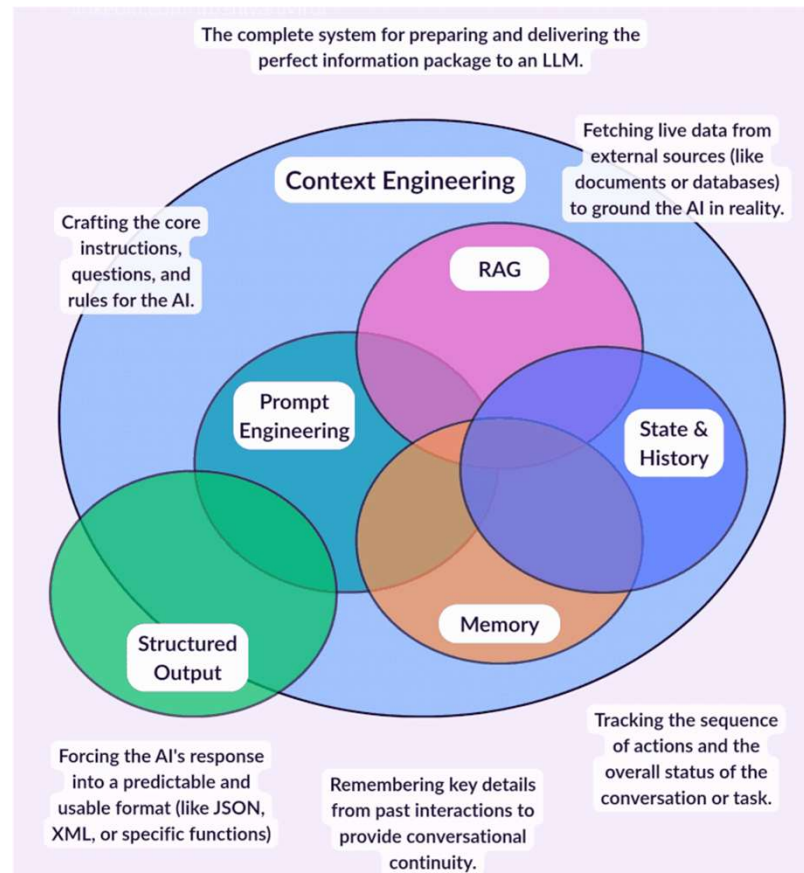 The complete system for preparing and delivering the
perfect information package to an LLM.
Fetching live data from
external sources (like
documents or databases)
to ground the AI in reality.
Context Engineering
Crafting the core
instructions,
questions, and
rules for the AI.
RAG
Prompt
Engineering
State &
History
Memory
Structured
Output
Tracking the sequence
of actions and the
overall status of the
conversation or task.
Forcing the AI's response
into a predictable and
usable format (like JSON,
XML, or specific functions)
Remembering key details
from past interactions to
provide conversational
continuity.